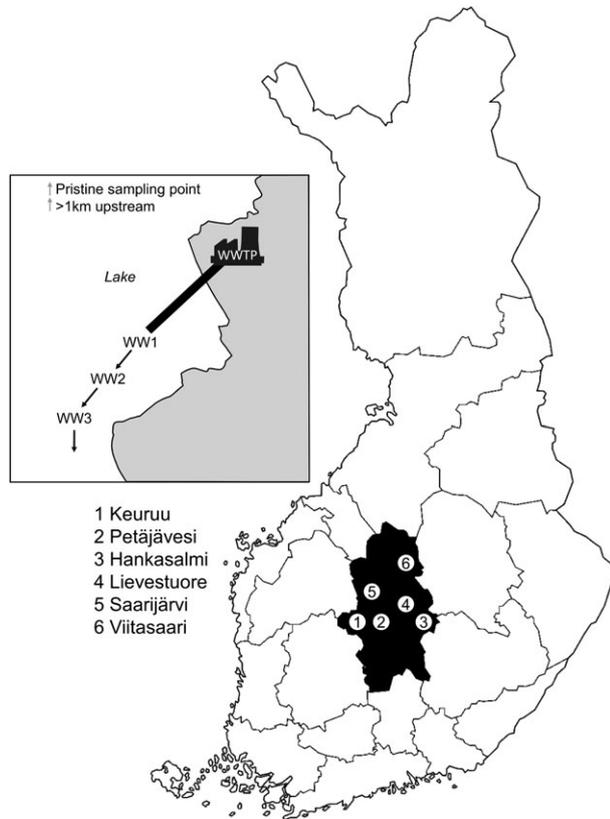 ↑ Pristine sampling point
↑ >1km upstream
WWTP
Lake
WW1
WW2
WW3
1 Keuruu
2 Petäjävesi
3 Hankasalmi
4 Lievestuore
5 Saarijärvi
6 Viitasaari
6
5
4
1 2 3